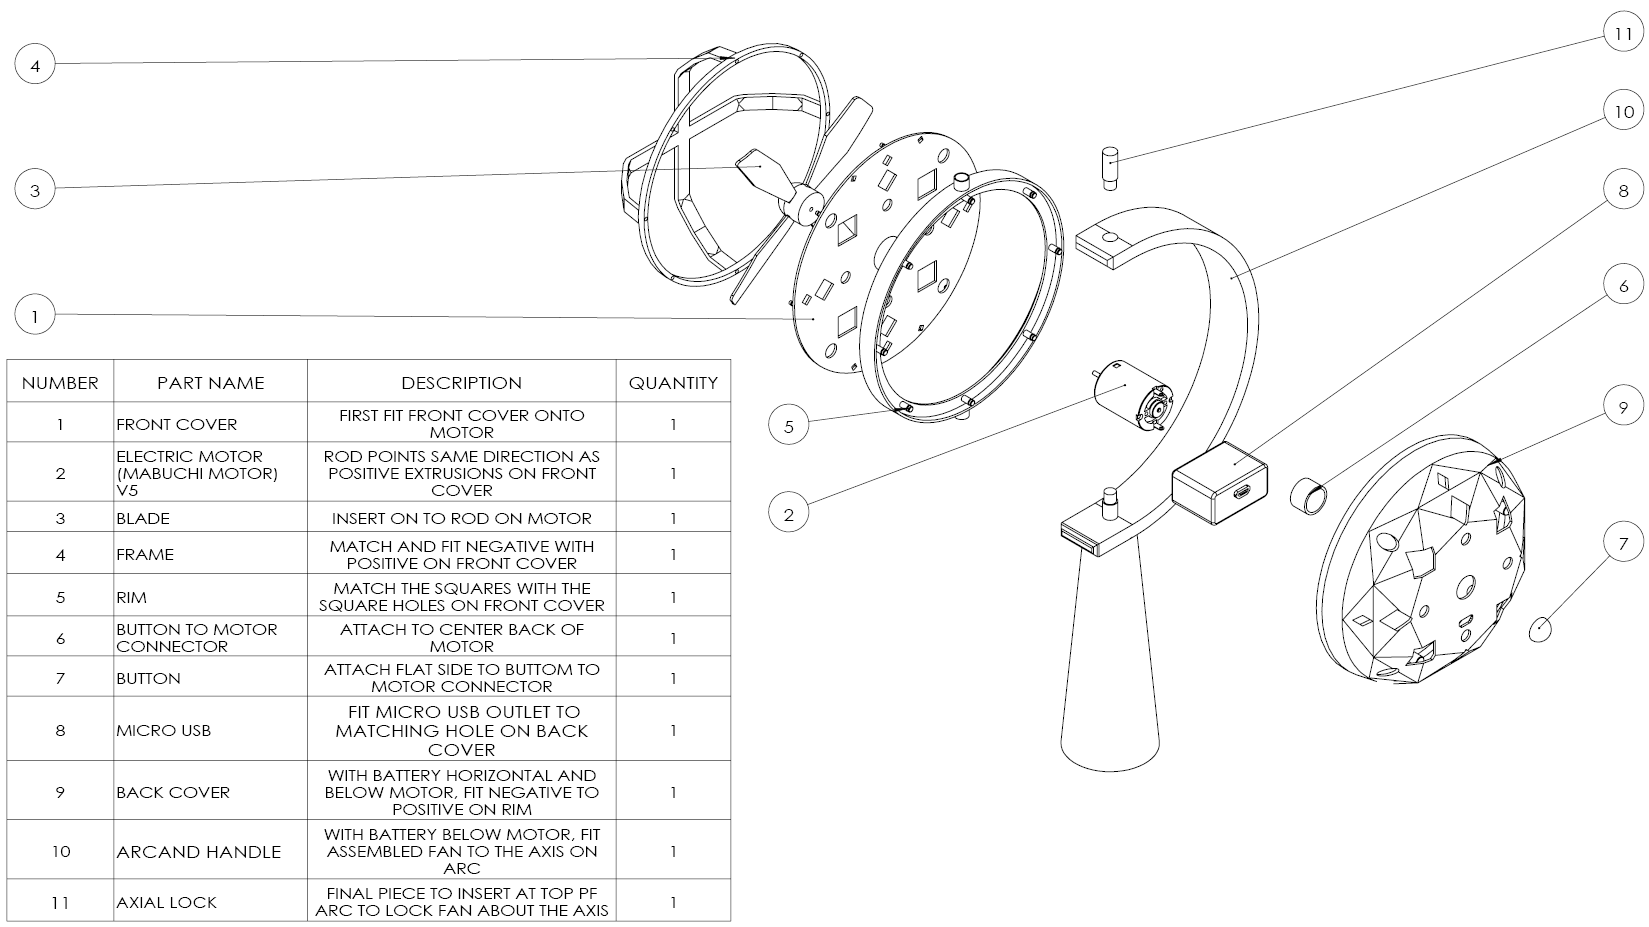 4
3
1
11
10
8
6
9
7
5
2
NUMBER PART NAME DESCRIPTION QUANTITY
1 FRONT COVER FIRST FIT FRONT COVER ONTO
MOTOR 1
2 ELECTRIC MOTOR
(MABUCHI MOTOR)
V5 ROD POINTS SAME DIRECTION AS
POSITIVE EXTRUSIONS ON FRONT
COVER 1
3 BLADE INSERT ON TO ROD ON MOTOR 1
4 FRAME MATCH AND FIT NEGATIVE WITH
POSITIVE ON FRONT COVER 1
5 RIM MATCH THE SQUARES WITH THE
SQUARE HOLES ON FRONT COVER 1
6 BUTTON TO MOTOR
CONNECTOR ATTACH TO CENTER BACK OF
MOTOR 1
7 BUTTON ATTACH FLAT SIDE TO BUTTOM TO
MOTOR CONNECTOR 1
8 MICRO USB FIT MICRO USB OUTLET TO
MATCHING HOLE ON BACK
COVER 1
9 BACK COVER WITH BATTERY HORIZONTAL AND
BELOW MOTOR, FIT NEGATIVE TO
POSITIVE ON RIM 1
10 ARCAND HANDLE WITH BATTERY BELOW MOTOR, FIT
ASSEMBLED FAN TO THE AXIS ON
ARC 1
11 AXIAL LOCK FINAL PIECE TO INSERT AT TOP PF
ARC TO LOCK FAN ABOUT THE AXIS 1